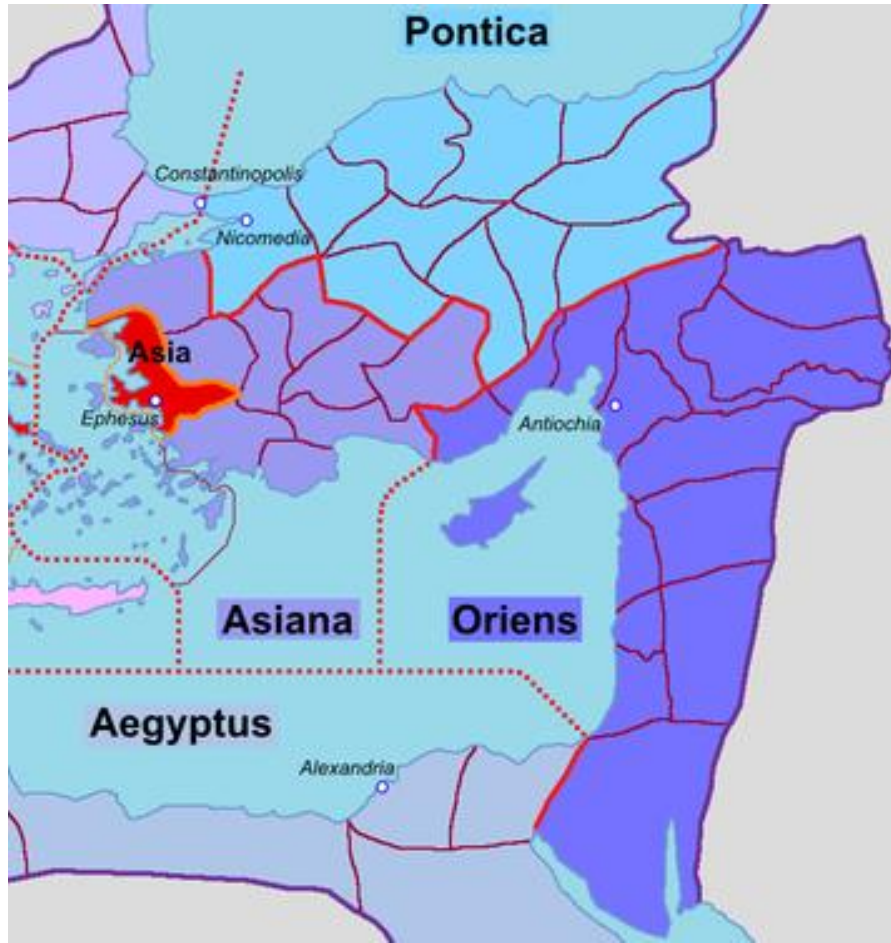 Pontica
Constantinopolis
Nicomedia
Asia
Ephesus
Antiochia
Asiana
Oriens
Aegyptus
Alexandria